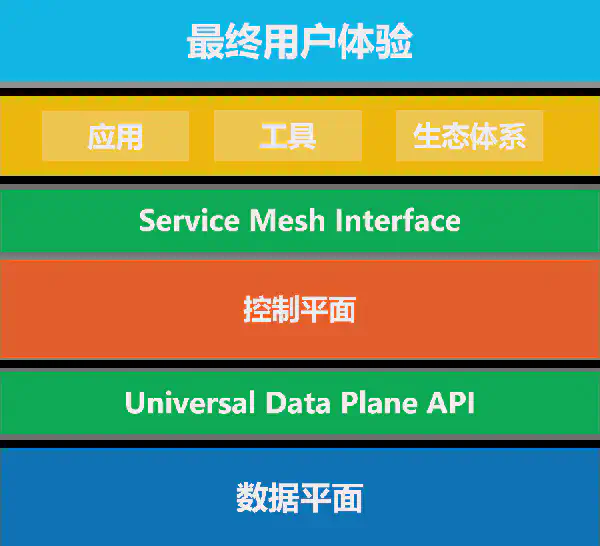 最终用户体验
应用 工具 生态体系
Service Mesh Interface
控制平面
Universal Data Plane API
数据平面